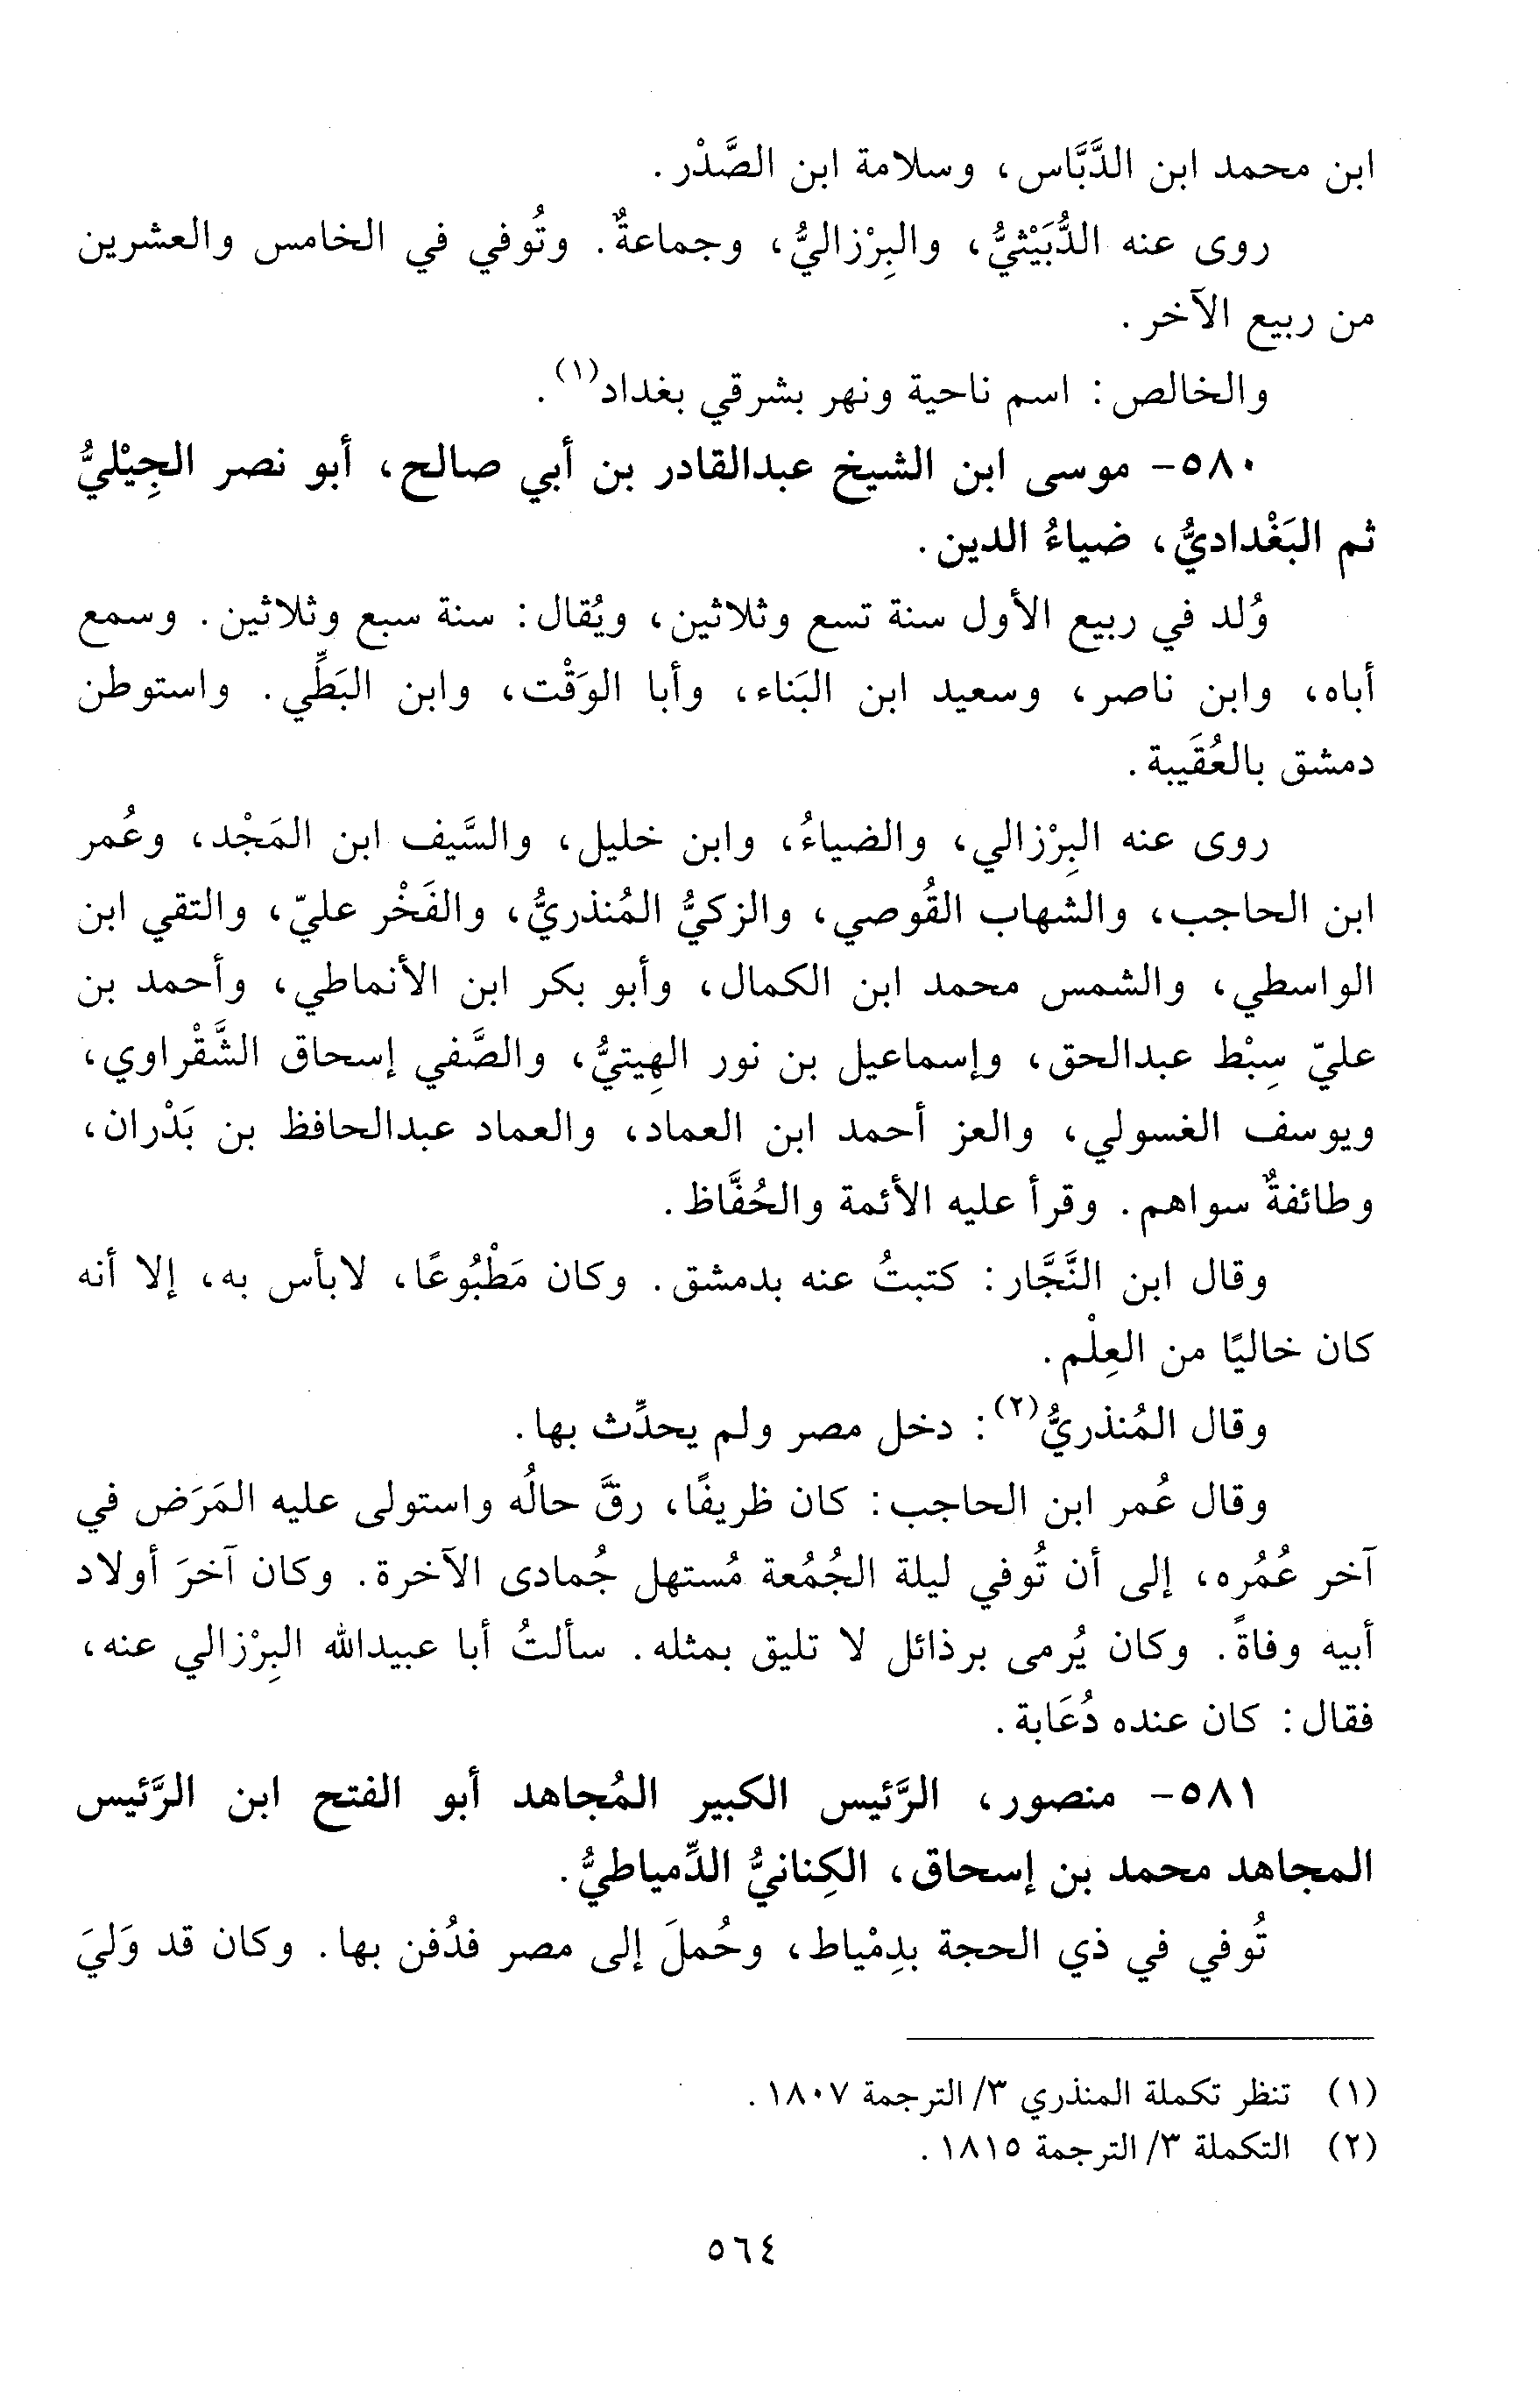 ابن محمد ابن الدَّبَّاس، وسلامة ابن الصَّدْر.
روى عنه الدُّبَيْثيُّ، والبِرْزاليُّ، وجماعةٌ. وتُوفي في الخامس والعشرين
من ربيع الآخر.
والخالص: اسم ناحية ونهر بشرقي بغداد(١).
٥٨٠- موسى ابن الشيخ عبدالقادر بن أبي صالح، أبو نصر الجِيْليُّ
ثم البَغْداديُّ، ضياءُ الدين.
وُلد في ربيع الأول سنة تسع وثلاثين، ويُقال: سنة سبع وثلاثين. وسمع
أباه، وابن ناصر، وسعيد ابن البَناء، وأبا الوَقْت، وابن البَطِّي. واستوطن
دمشق بالعُقَيبة.
روى عنه البِرْزالي، والضياءُ، وابن خليل، والسَّيف ابن المَجْد، وعُمر
ابن الحاجب، والشهاب القُوصي، والزكيُّ المُنذريُّ، والفَخْر عليّ، والتقي ابن
الواسطي، والشمس محمد ابن الكمال، وأبو بكر ابن الأنماطي، وأحمد بن
عليّ سِبْط عبدالحق، وإسماعيل بن نور الهِيتيُّ، والصَّفي إسحاق الشَّقْراوي،
ويوسف الغسولي، والعز أحمد ابن العماد، والعماد عبدالحافظ بن بَدْران،
وطائفةٌ سواهم. وقرأ عليه الأئمة والحُفَّاظ.
وقال ابن النَّجَّار: كتبتُ عنه بدمشق. وكان مَطْبُوعًا، لابأس به، إلا أنه
كان خاليًا من العِلْم.
وقال المُنذريُّ(٢): دخل مصر ولم يحدِّث بها.
وقال عُمر ابن الحاجب: كان ظريفًا، رقَّ حالُه واستولى عليه المَرَض في
آخر عُمُره، إلى أن تُوفي ليلة الجُمُعة مُستهل جُمادى الآخرة. وكان آخرَ أولاد
أبيه وفاةً. وكان يُرمى برذائل لا تليق بمثله. سألتُ أبا عبيدالله البِرْزالي عنه،
فقال: كان عنده دُعَابة.
٥٨١- منصور، الرَّئيس الكبير المُجاهد أبو الفتح ابن الرَّئيس
المجاهد محمد بن إسحاق، الكِنانيُّ الدِّمياطيُّ.
تُوفي في ذي الحجة بدِمْياط، وحُملَ إلى مصر فدُفن بها. وكان قد وَليَ
(١) تنظر تكملة المنذري ٣/ الترجمة ١٨٠٧.
(٢) التكملة ٣/ الترجمة ١٨١٥.
٥٦٤